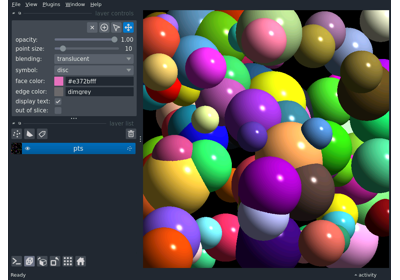 File View Plugins Window Help
layer controls
opacity: 1.00
point size: 10
blending: translucent
symbol: disc
face color: #e372bfff
edge color: dimgrey
display text:
out of slice:
layer list
pts
Ready
activity